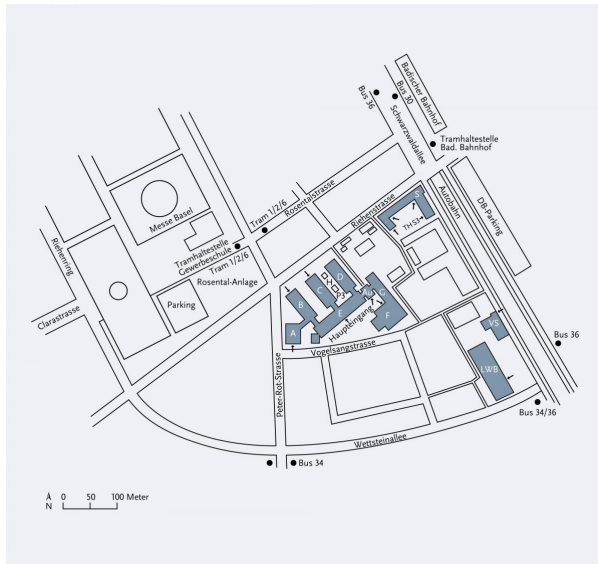 Badischer Bahnhof
Bus 36
Bus 30
Schwarzwaldallee
Tramhaltestelle
Bad. Bahnhof
Messe Basel
Riehenring
Tram 1/2/6
Rosentalstrasse
Riehenstrasse
S
TH S3
Autobahn
DB-Parking
Tramhaltestelle
Gewerbeschule
Tram 1/2/6
Rosental-Anlage
Parking
Clarastrasse
D
H
C
P3
B
Au
G
E
F
A
Haupteingang
Vogelsangstrasse
VS
Bus 36
LWB
Peter-Rot-Strasse
Bus 34/36
Wettsteinallee
Bus 34
N
0 50 100 Meter